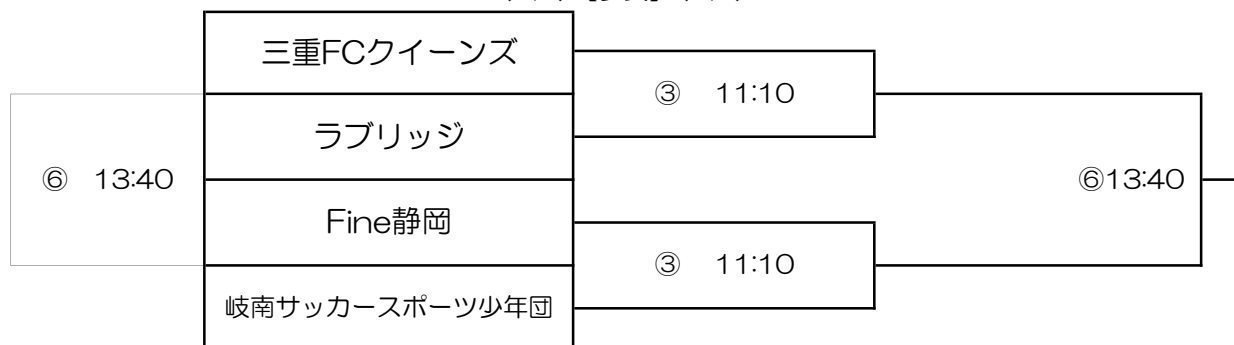 三重FCクイーンズ
③ 11:10
ラブリッジ
⑥ 13:40
⑥13:40
Fine静岡
③ 11:10
岐南サッカースポーツ少年団